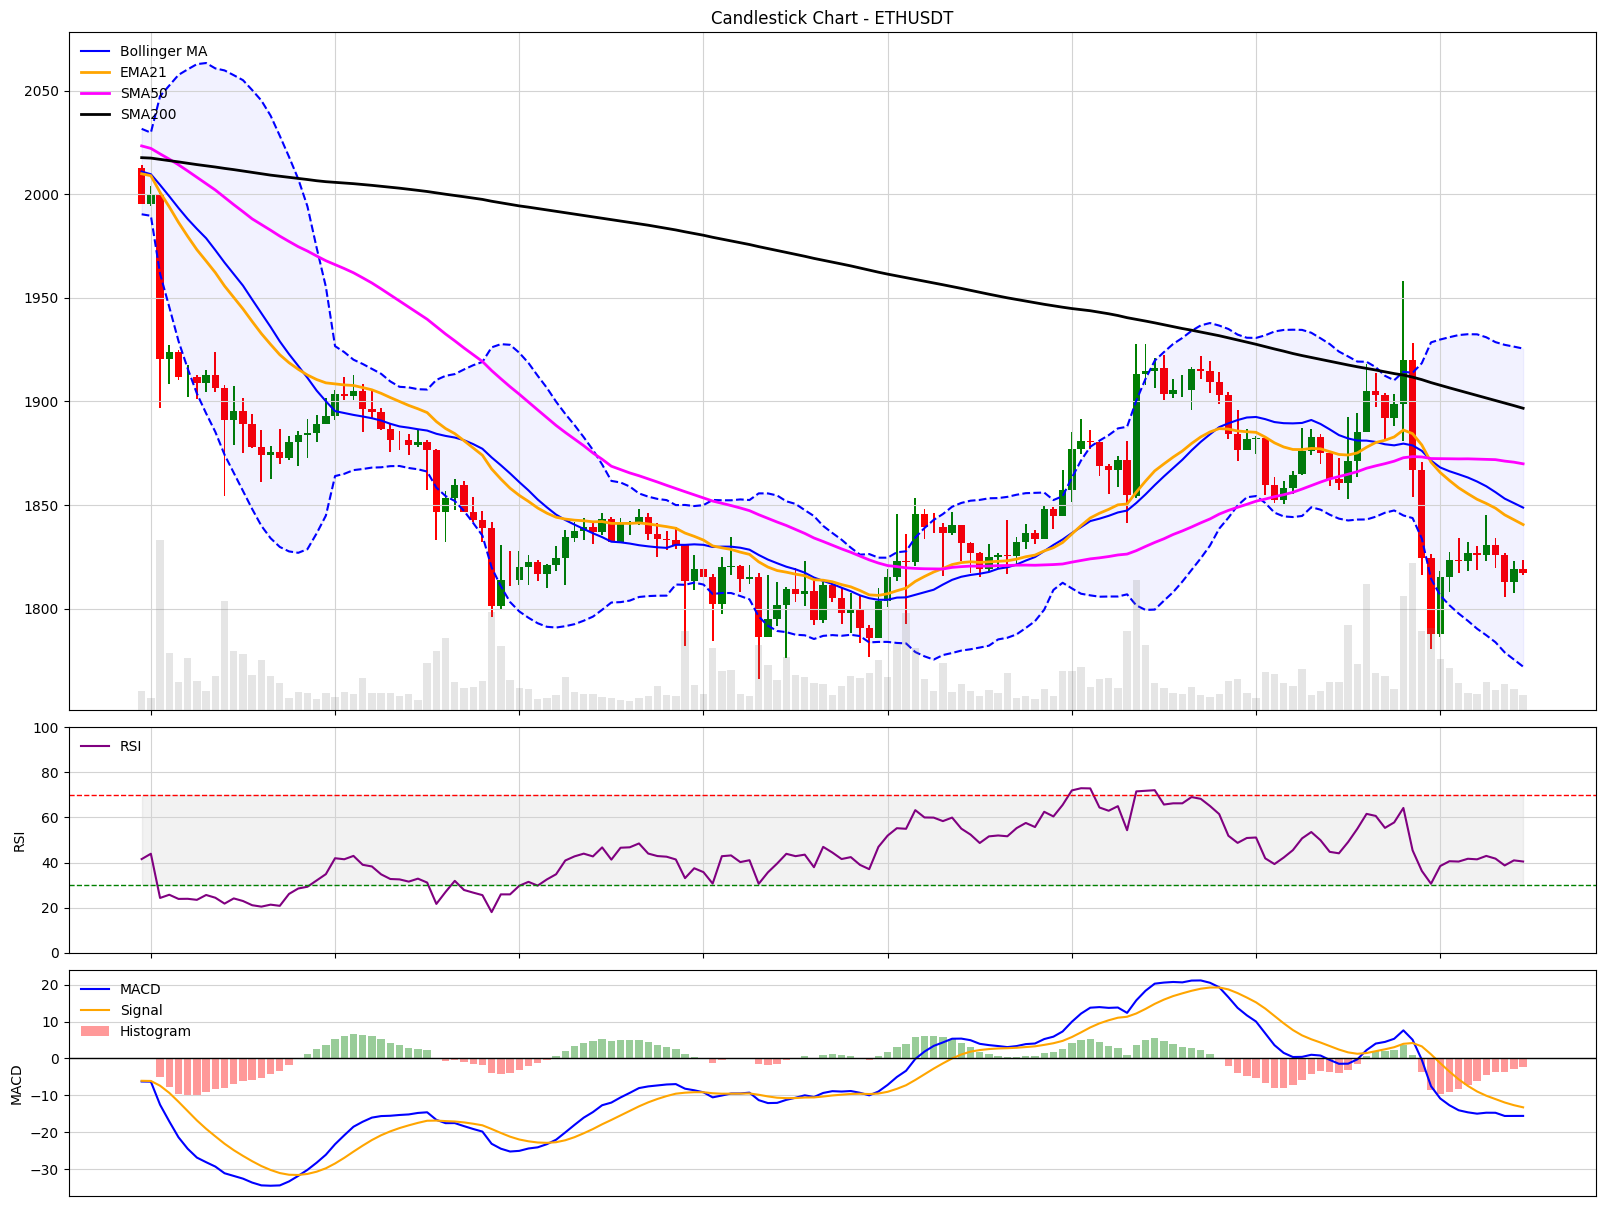 Candlestick Chart - ETHUSDT
Bollinger MA
EMA21
SMA50
SMA200
2050
2000
1950
1900
1850
1800
RSI
100
80
60
40
20
0
RSI
MACD
Signal
Histogram
20
10
0
−10
−20
−30
MACD